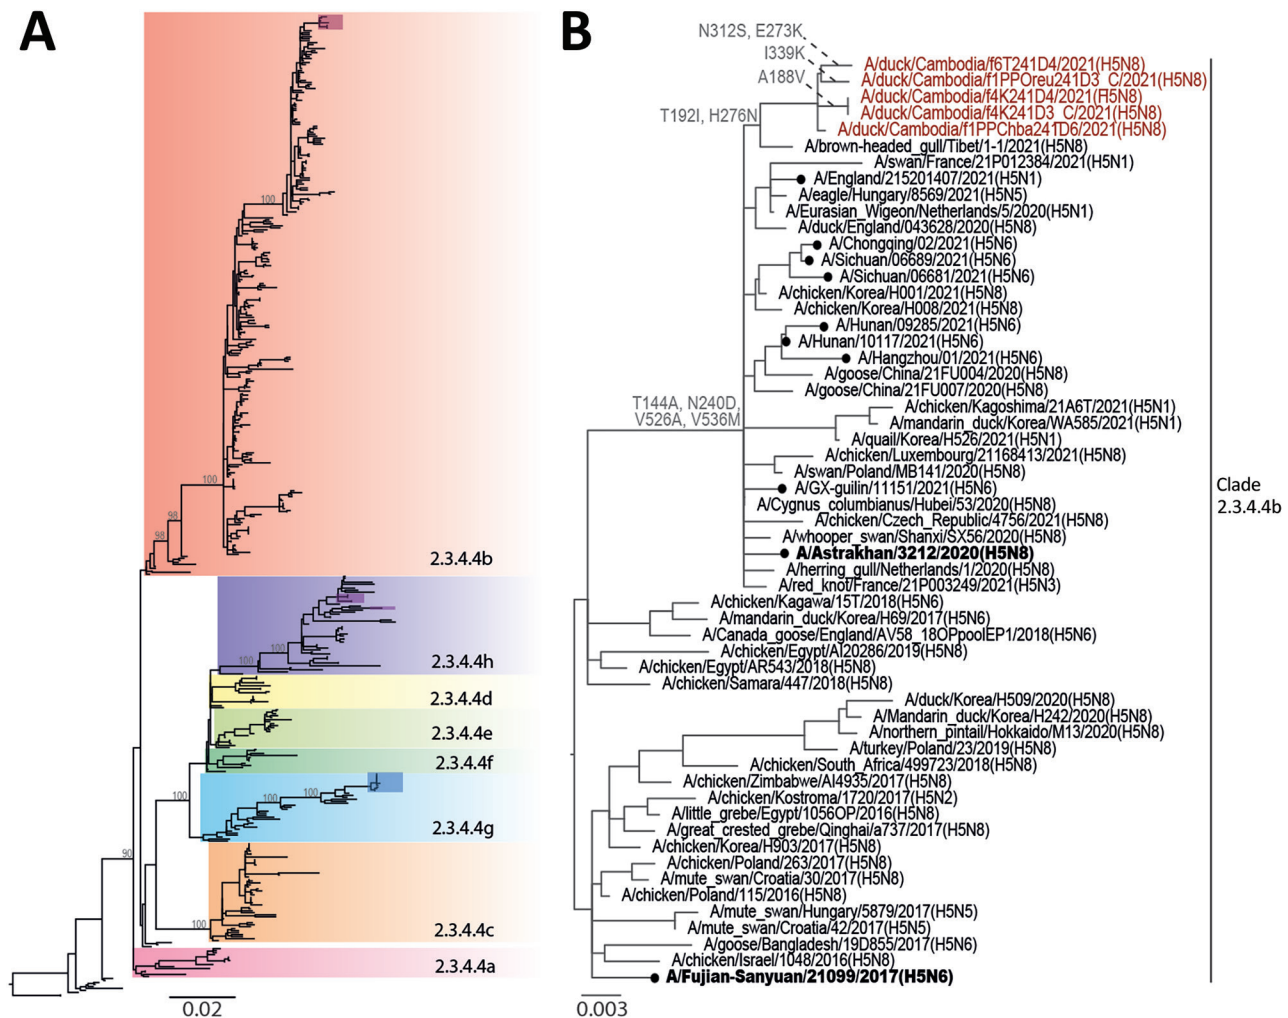 A
100
100
98
98
2.3.4.4b
100
100
2.3.4.4h
2.3.4.4d
2.3.4.4e
2.3.4.4f
100
100
100
2.3.4.4g
90
100
2.3.4.4c
2.3.4.4a
0.02
B
N312S, E273K
I339K
A188V
T192I, H276N
A/duck/Cambodia/f6T241D4/2021(H5N8)
A/duck/Cambodia/f1PPOreu241D3_C/2021(H5N8)
A/duck/Cambodia/f4K241D4/2021(H5N8)
A/duck/Cambodia/f4K241D3_C/2021(H5N8)
A/duck/Cambodia/f1PPChba241D6/2021(H5N8)
A/brown-headed_gull/Tibet/1-1/2021(H5N8)
A/swan/France/21P012384/2021(H5N1)
A/England/215201407/2021(H5N1)
A/eagle/Hungary/8569/2021(H5N5)
A/Eurasian_Wigeon/Netherlands/5/2020(H5N1)
A/duck/England/043628/2020(H5N8)
A/Chongqing/02/2021(H5N6)
A/Sichuan/06689/2021(H5N6)
A/Sichuan/06681/2021(H5N6)
A/chicken/Korea/H001/2021(H5N8)
A/chicken/Korea/H008/2021(H5N8)
A/Hunan/09285/2021(H5N6)
A/Hunan/10117/2021(H5N6)
A/Hangzhou/01/2021(H5N6)
A/goose/China/21FU004/2020(H5N8)
A/goose/China/21FU007/2020(H5N8)
T144A, N240D,
V526A, V536M
A/chicken/Kagoshima/21A6T/2021(H5N1)
A/mandarin_duck/Korea/WA585/2021(H5N1)
A/quail/Korea/H526/2021(H5N1)
A/chicken/Luxembourg/21168413/2021(H5N8)
A/swan/Poland/MB141/2020(H5N8)
A/GX-guilin/11151/2021(H5N6)
A/Cygnus_columbianus/Hubei/53/2020(H5N8)
A/chicken/Czech_Republic/4756/2021(H5N8)
A/whooper_swan/Shanxi/SX56/2020(H5N8)
A/Astrakhan/3212/2020(H5N8)
A/herring_gull/Netherlands/1/2020(H5N8)
A/red_knot/France/21P003249/2021(H5N3)
A/chicken/Kagawa/15T/2018(H5N6)
A/mandarin_duck/Korea/H69/2017(H5N6)
A/Canada_goose/England/AV58_18OPpoolEP1/2018(H5N6)
A/chicken/Egypt/AI20286/2019(H5N8)
A/chicken/Egypt/AR543/2018(H5N8)
A/chicken/Samara/447/2018(H5N8)
A/duck/Korea/H509/2020(H5N8)
A/Mandarin_duck/Korea/H242/2020(H5N8)
A/northern_pintail/Hokkaido/M13/2020(H5N8)
A/turkey/Poland/23/2019(H5N8)
A/chicken/South_Africa/499723/2018(H5N8)
A/chicken/Zimbabwe/AI4935/2017(H5N8)
A/chicken/Kostroma/1720/2017(H5N2)
A/little_grebe/Egypt/1056OP/2016(H5N8)
A/great_crested_grebe/Qinghai/a737/2017(H5N8)
A/chicken/Korea/H903/2017(H5N8)
A/chicken/Poland/263/2017(H5N8)
A/mute_swan/Croatia/30/2017(H5N8)
A/chicken/Poland/115/2016(H5N8)
A/mute_swan/Hungary/5879/2017(H5N5)
A/mute_swan/Croatia/42/2017(H5N5)
A/goose/Bangladesh/19D855/2017(H5N6)
A/chicken/Israel/1048/2016(H5N8)
A/Fujian-Sanyuan/21099/2017(H5N6)
Clade
2.3.4.4b
0.003